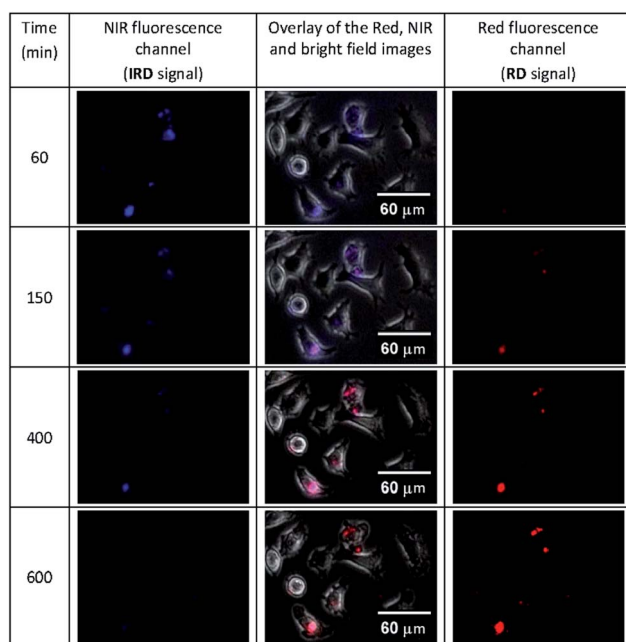 Time
(min)
NIR fluorescence
channel
(IRD signal)
Overlay of the Red, NIR
and bright field images
Red fluorescence
channel
(RD signal)
60
60 μm
150
60 μm
400
60 μm
600
60 μm